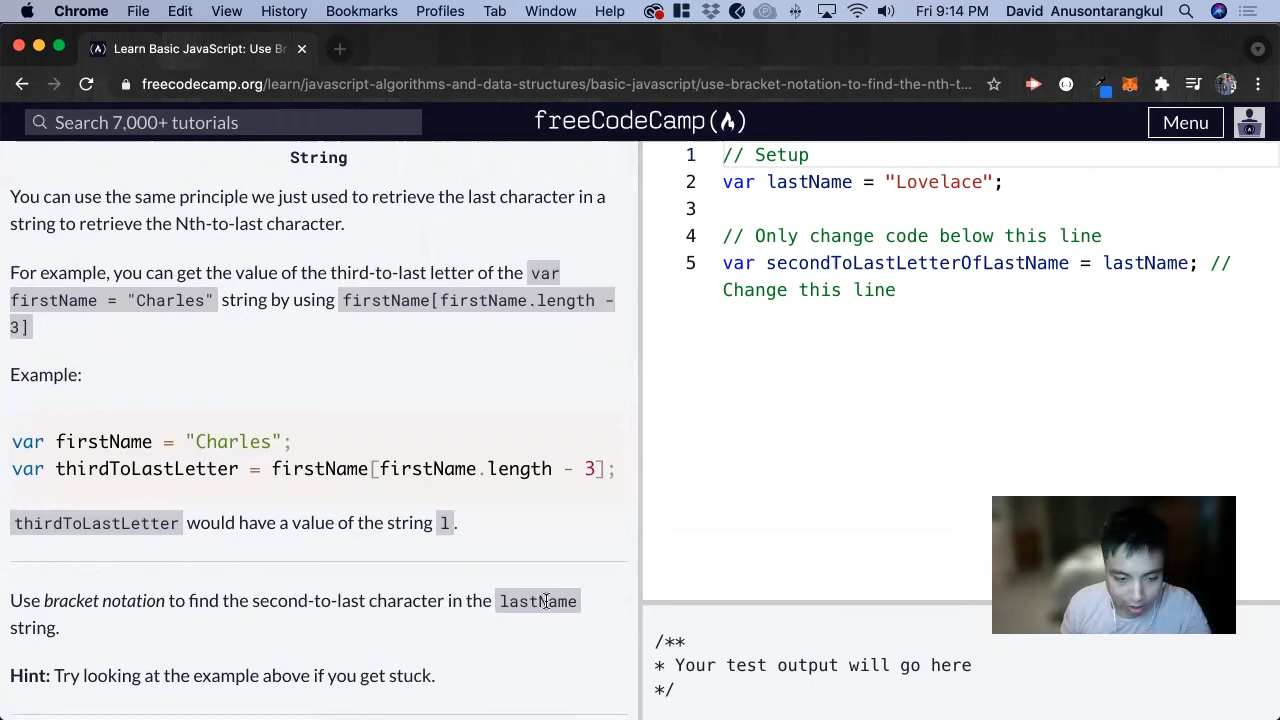 Chrome File Edit View History Bookmarks Profiles Tab Window Help Fri 9:14 PM David Anusontarangkul
Learn Basic JavaScript: Use Br
freecodecamp.org/learn/javascript-algorithms-and-data-structures/basic-javascript/use-bracket-notation-to-find-the-nth-t...
Search 7,000+ tutorials
freeCodeCamp
Menu
String
You can use the same principle we just used to retrieve the last character in a
string to retrieve the Nth-to-last character.
For example, you can get the value of the third-to-last letter of the var
firstName = "Charles" string by using firstName[firstName.length -
3]
Example:
var firstName = "Charles";
var thirdToLastLetter = firstName[firstName.length - 3];
thirdToLastLetter would have a value of the string l.
Use bracket notation to find the second-to-last character in the lastName
string.
Hint: Try looking at the example above if you get stuck.
1 // Setup
2 var lastName = "Lovelace";
3
4 // Only change code below this line
5 var secondToLastLetterOfLastName = lastName; //
Change this line
/**
* Your test output will go here
*/